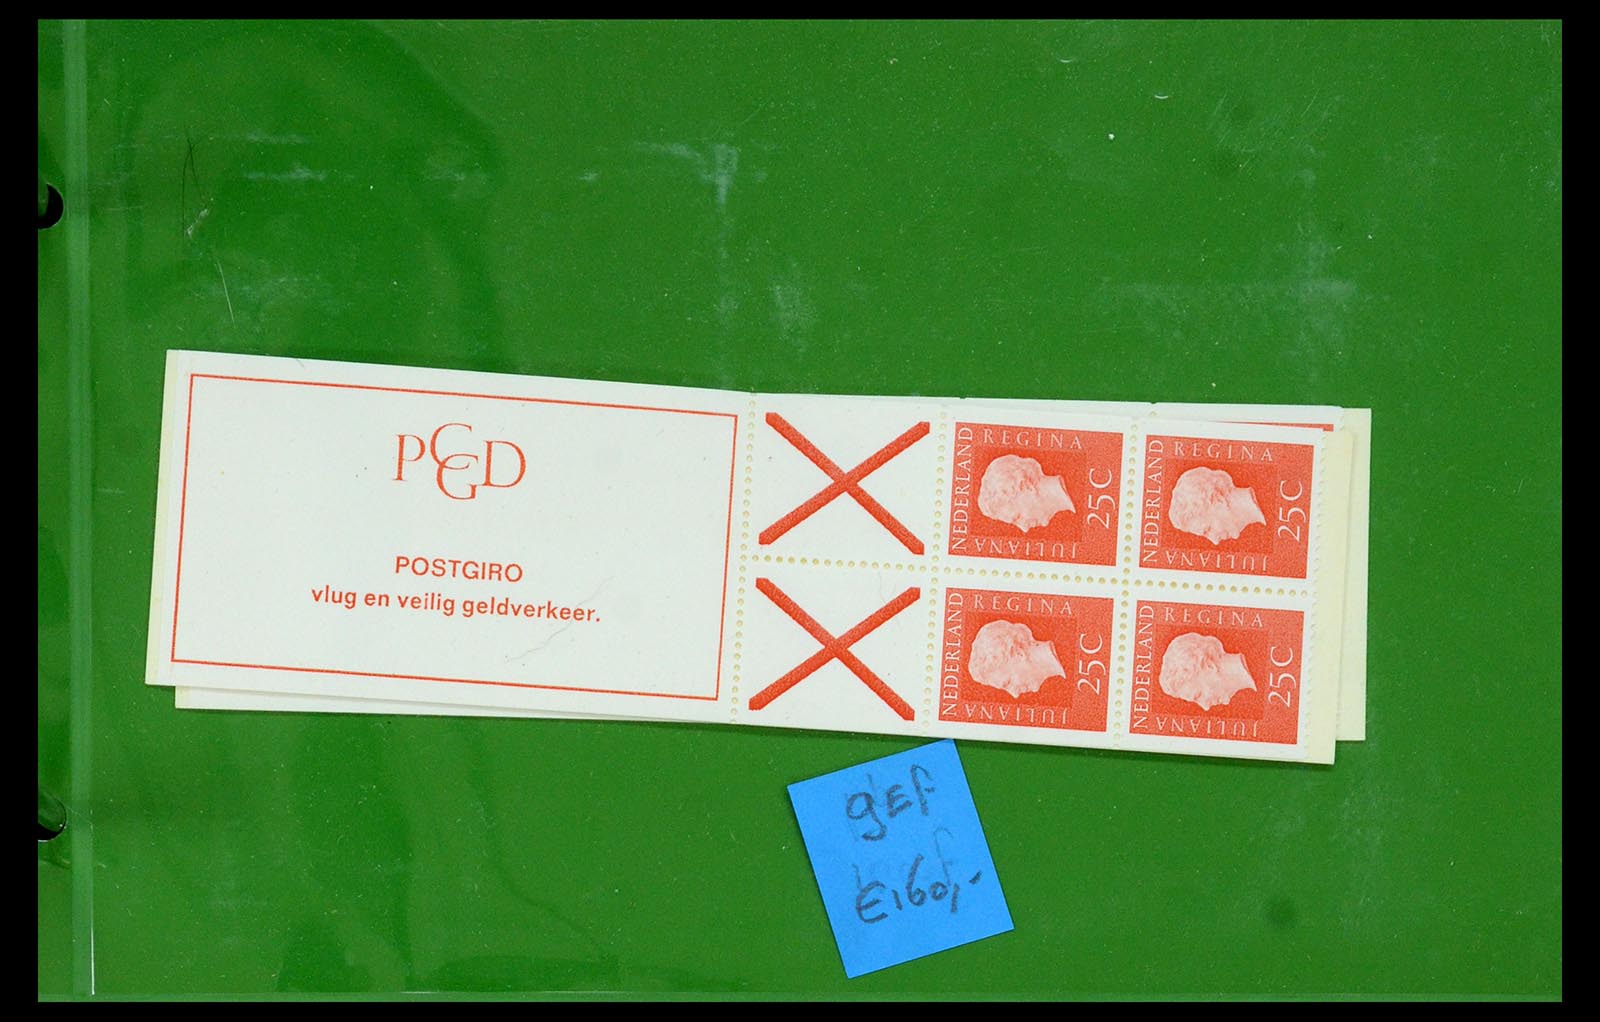 PCGD
POSTGIRO
vlug en veilig geldverkeer.
REGINA
NEDERLAND
25C
JULIANA
REGINA
NEDERLAND
25C
JULIANA
REGINA
NEDERLAND
25C
JULIANA
REGINA
NEDERLAND
25C
JULIANA
gEf
€160,-